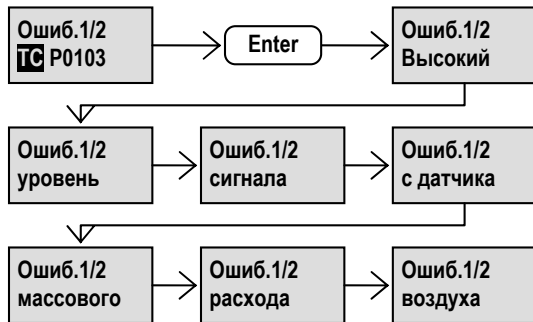 Ошиб.1/2
TC P0103
Enter
Ошиб.1/2
Высокий
Ошиб.1/2
уровень
Ошиб.1/2
сигнала
Ошиб.1/2
с датчика
Ошиб.1/2
массового
Ошиб.1/2
расхода
Ошиб.1/2
воздуха